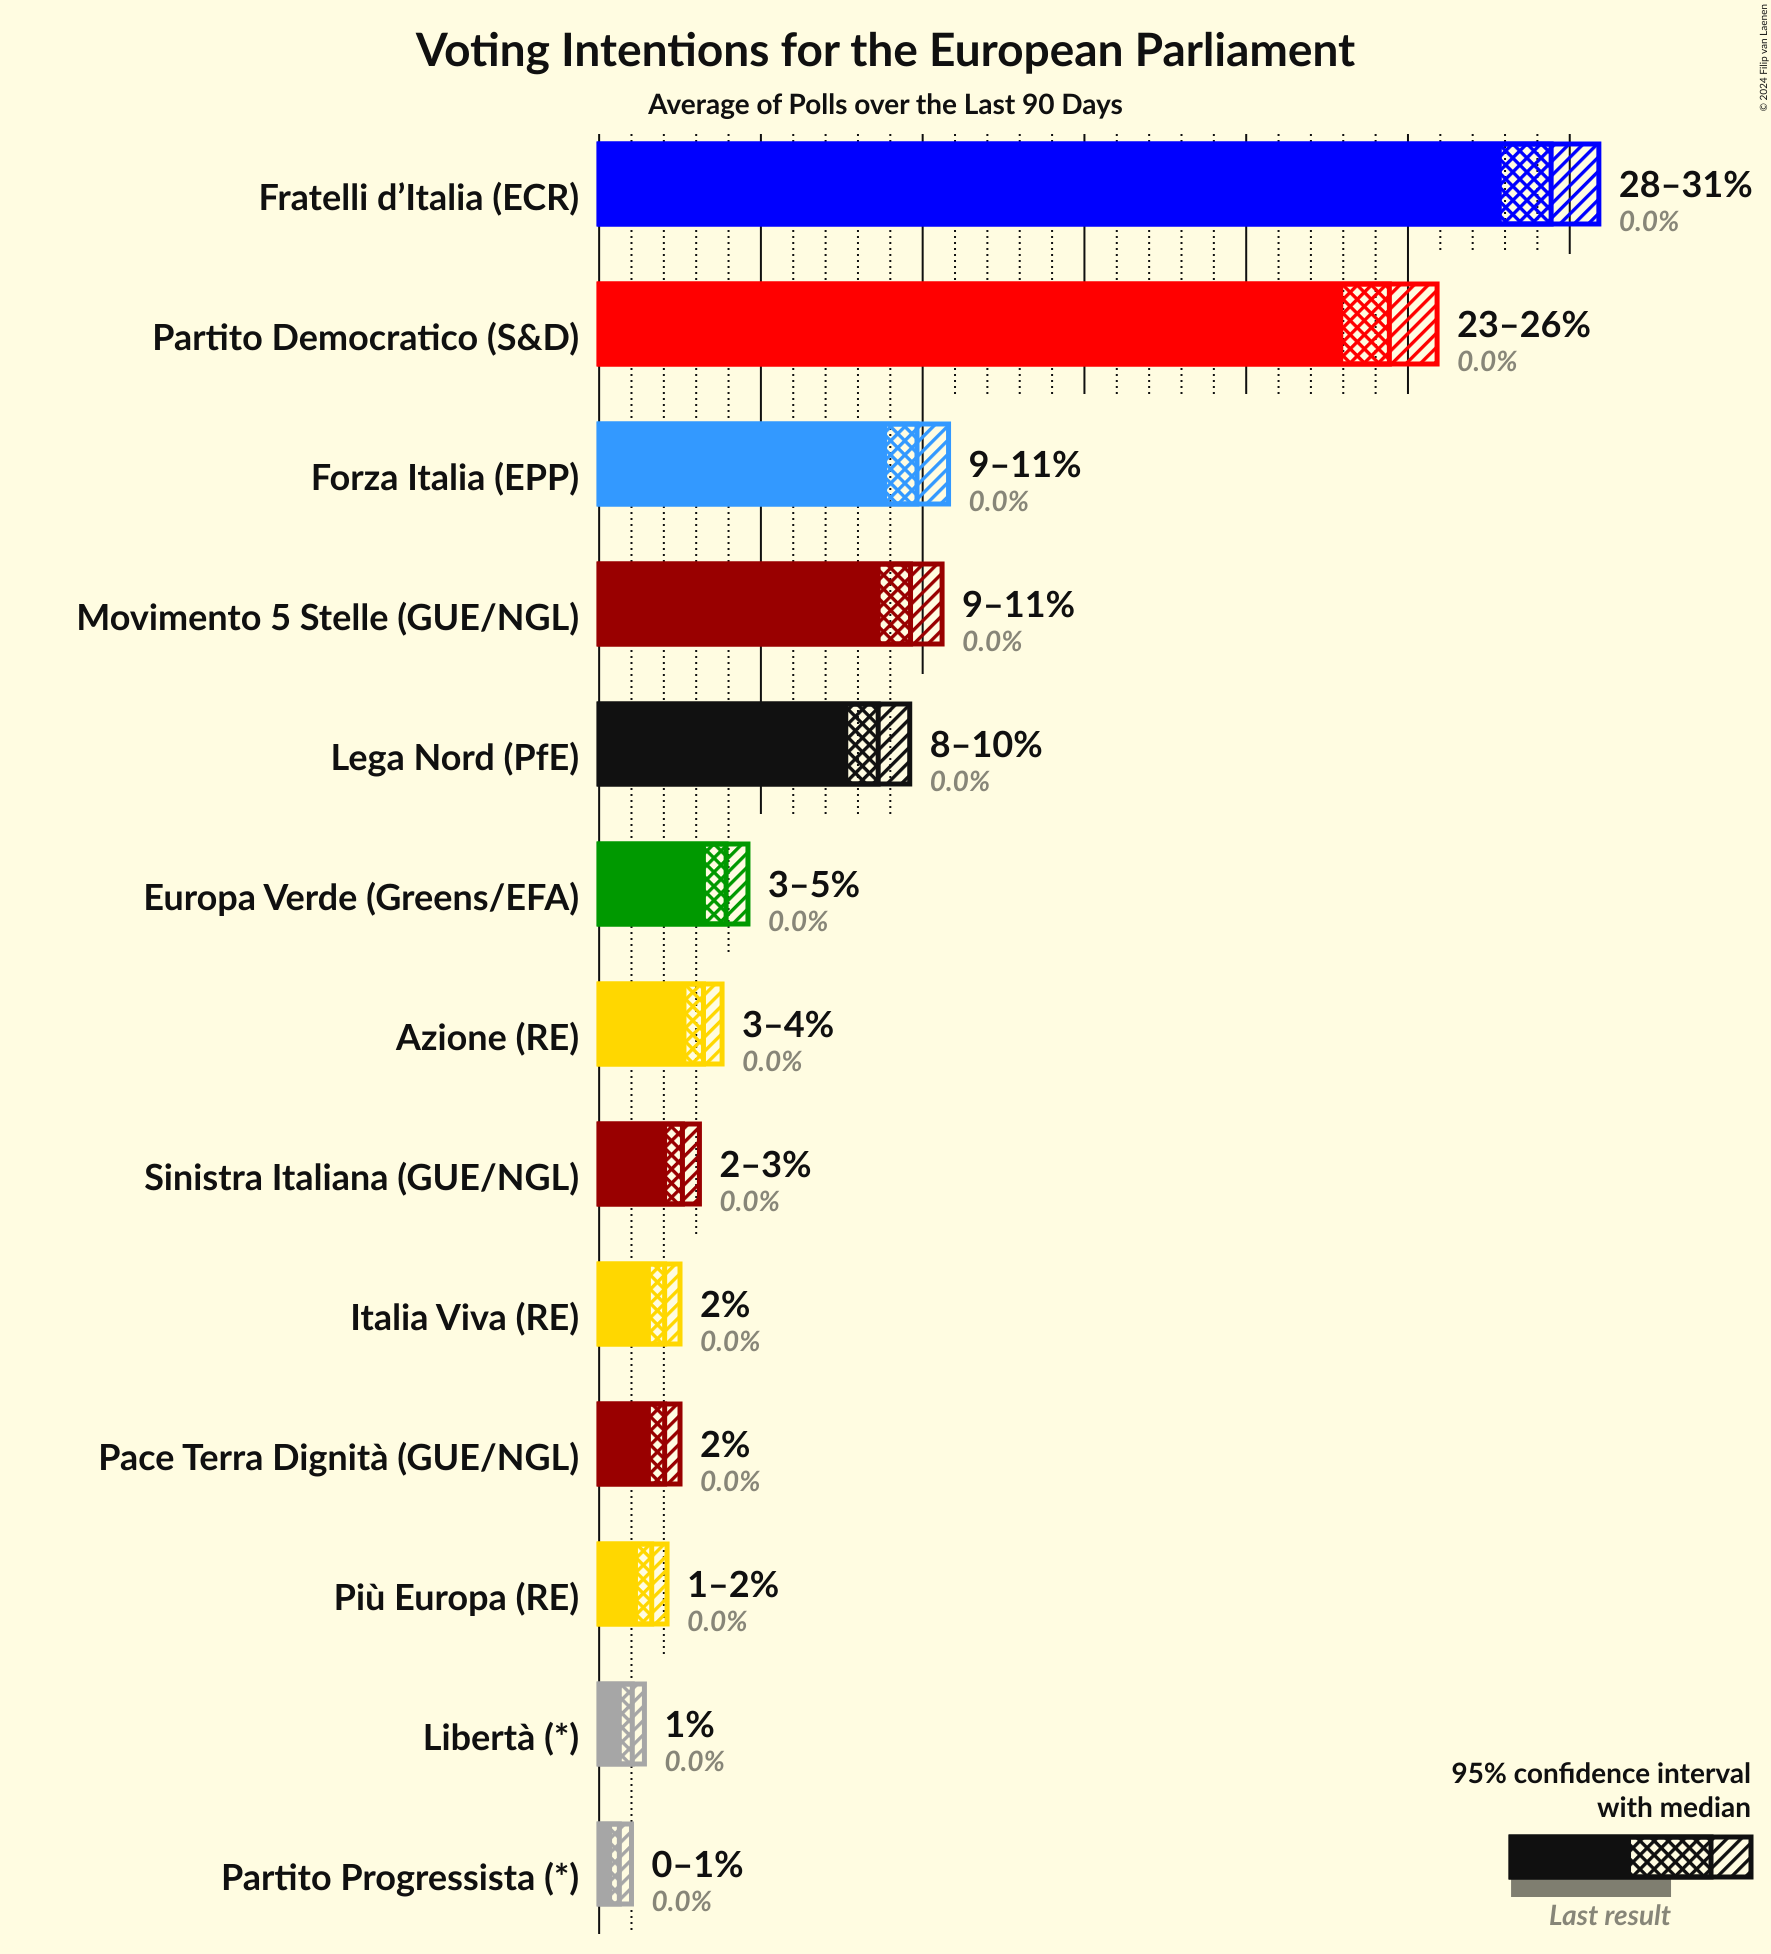 Voting Intentions for the European Parliament
Average of Polls over the Last 90 Days
© 2024 Filip van Laenen
Fratelli d’Italia (ECR)
28–31%
0.0%
Partito Democratico (S&D)
23–26%
0.0%
Forza Italia (EPP)
9–11%
0.0%
Movimento 5 Stelle (GUE/NGL)
9–11%
0.0%
Lega Nord (PfE)
8–10%
0.0%
Europa Verde (Greens/EFA)
3–5%
0.0%
Azione (RE)
3–4%
0.0%
Sinistra Italiana (GUE/NGL)
2–3%
0.0%
Italia Viva (RE)
2%
0.0%
Pace Terra Dignità (GUE/NGL)
2%
0.0%
Più Europa (RE)
1–2%
0.0%
Libertà (*)
1%
0.0%
Partito Progressista (*)
0–1%
0.0%
95% confidence interval
with median
Last result